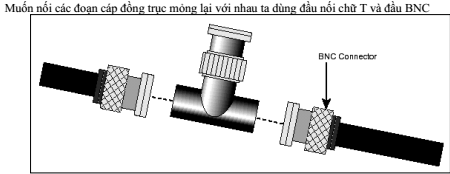 Muốn nối các đoạn cáp đồng trục mỏng lại với nhau ta dùng đầu nối chữ T và đầu BNC
BNC Connector